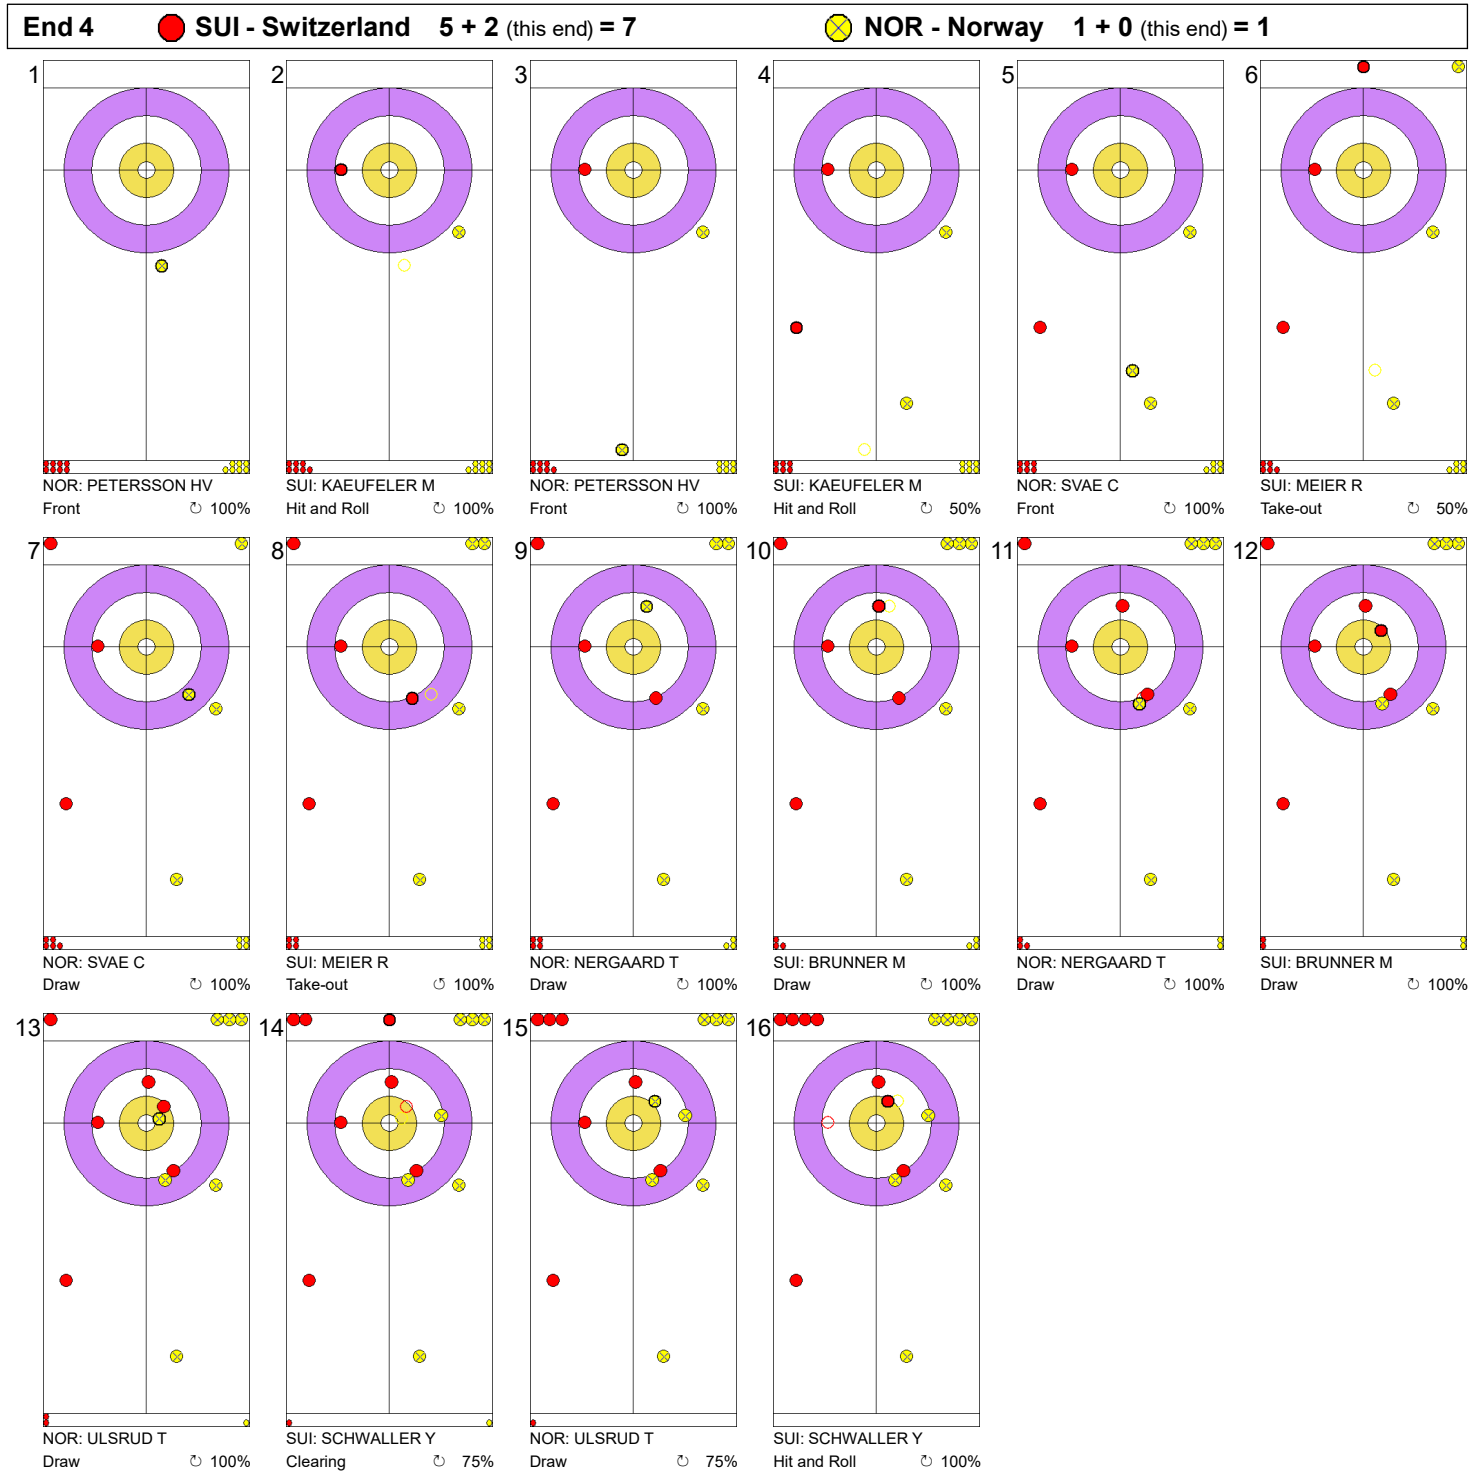 End 4 SUI - Switzerland 5 + 2 (this end) = 7 NOR - Norway 1 + 0 (this end) = 1
1 2 3 4 5 6
NOR: PETERSSON HV SUI: KAEUFELER M NOR: PETERSSON HV SUI: KAEUFELER M NOR: SVAE C SUI: MEIER R
Front ↻ 100% Hit and Roll ↻ 100% Front ↻ 100% Hit and Roll ↻ 50% Front ↺ 100% Take-out ↻ 50%
7 8 9 10 11 12
NOR: SVAE C SUI: MEIER R NOR: NERGAARD T SUI: BRUNNER M NOR: NERGAARD T SUI: BRUNNER M
Draw ↻ 100% Take-out ↺ 100% Draw ↻ 100% Draw ↻ 100% Draw ↻ 100% Draw ↻ 100%
13 14 15 16
NOR: ULSRUD T SUI: SCHWALLER Y NOR: ULSRUD T SUI: SCHWALLER Y
Draw ↻ 100% Clearing ↻ 75% Draw ↻ 75% Hit and Roll ↻ 100%